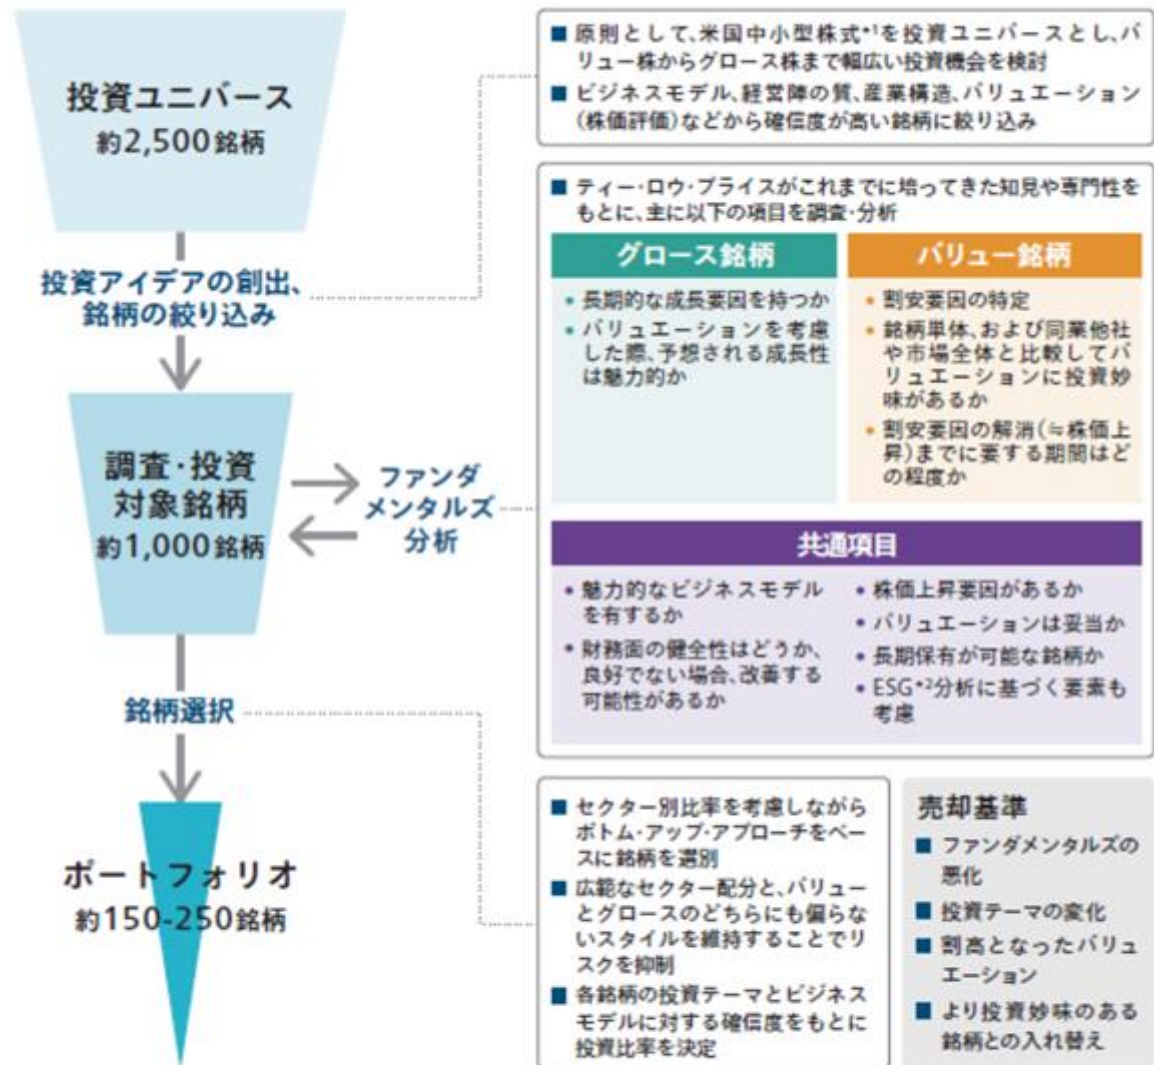 投資ユニバース
約2,500銘柄
投資アイデアの創出、
銘柄の絞り込み
調査･投資
対象銘柄
約1,000銘柄
ファンダ
メンタルズ
分析
銘柄選択
ポートフォリオ
約150-250銘柄
■ 原則として、米国中小型株式*1を投資ユニバースとし、バ
リュー株からグロース株まで幅広い投資機会を検討
■ ビジネスモデル、経営陣の質、産業構造、バリュエーション
(株価評価)などから確信度が高い銘柄に絞り込み
■ ティー･ロウ･プライスがこれまでに培ってきた知見や専門性を
もとに、主に以下の項目を調査･分析
グロース銘柄
• 長期的な成長要因を持つか
• バリュエーションを考慮
した際、予想される成長性
は魅力的か
バリュー銘柄
• 割安要因の特定
• 銘柄単体、および同業他社
や市場全体と比較してバ
リュエーションに投資妙
味があるか
• 割安要因の解消(≒株価上
昇)までに要する期間はど
の程度か
共通項目
• 魅力的なビジネスモデル
を有するか
• 財務面の健全性はどうか、
良好でない場合、改善する
可能性があるか
• 株価上昇要因があるか
• バリュエーションは妥当か
• 長期保有が可能な銘柄か
• ESG*2分析に基づく要素も
考慮
■ セクター別比率を考慮しながら
ボトム･アップ･アプローチをベー
スに銘柄を選別
■ 広範なセクター配分と、バリュー
とグロースのどちらにも偏らな
いスタイルを維持することでリ
スクを抑制
■ 各銘柄の投資テーマとビジネス
モデルに対する確信度をもとに
投資比率を決定
売却基準
■ ファンダメンタルズの
悪化
■ 投資テーマの変化
■ 割高となったバリュ
エーション
■ より投資妙味のある
銘柄との入れ替え